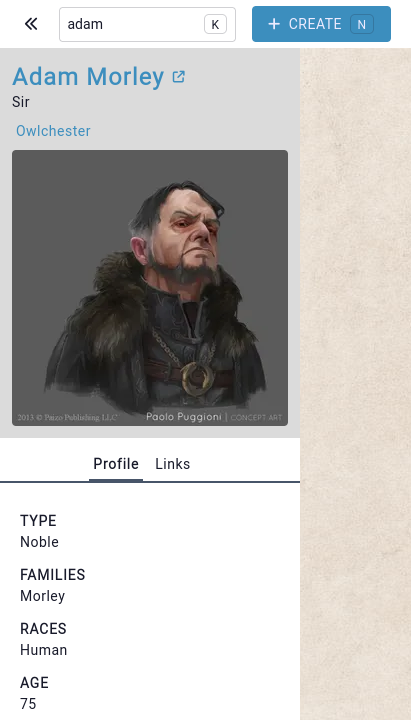 adam K + CREATE N
Adam Morley
Sir
Owlchester
2013 © Paizo Publishing LLC Paolo Puggioni | CONCEPT ART
Profile Links
TYPE
Noble
FAMILIES
Morley
RACES
Human
AGE
75